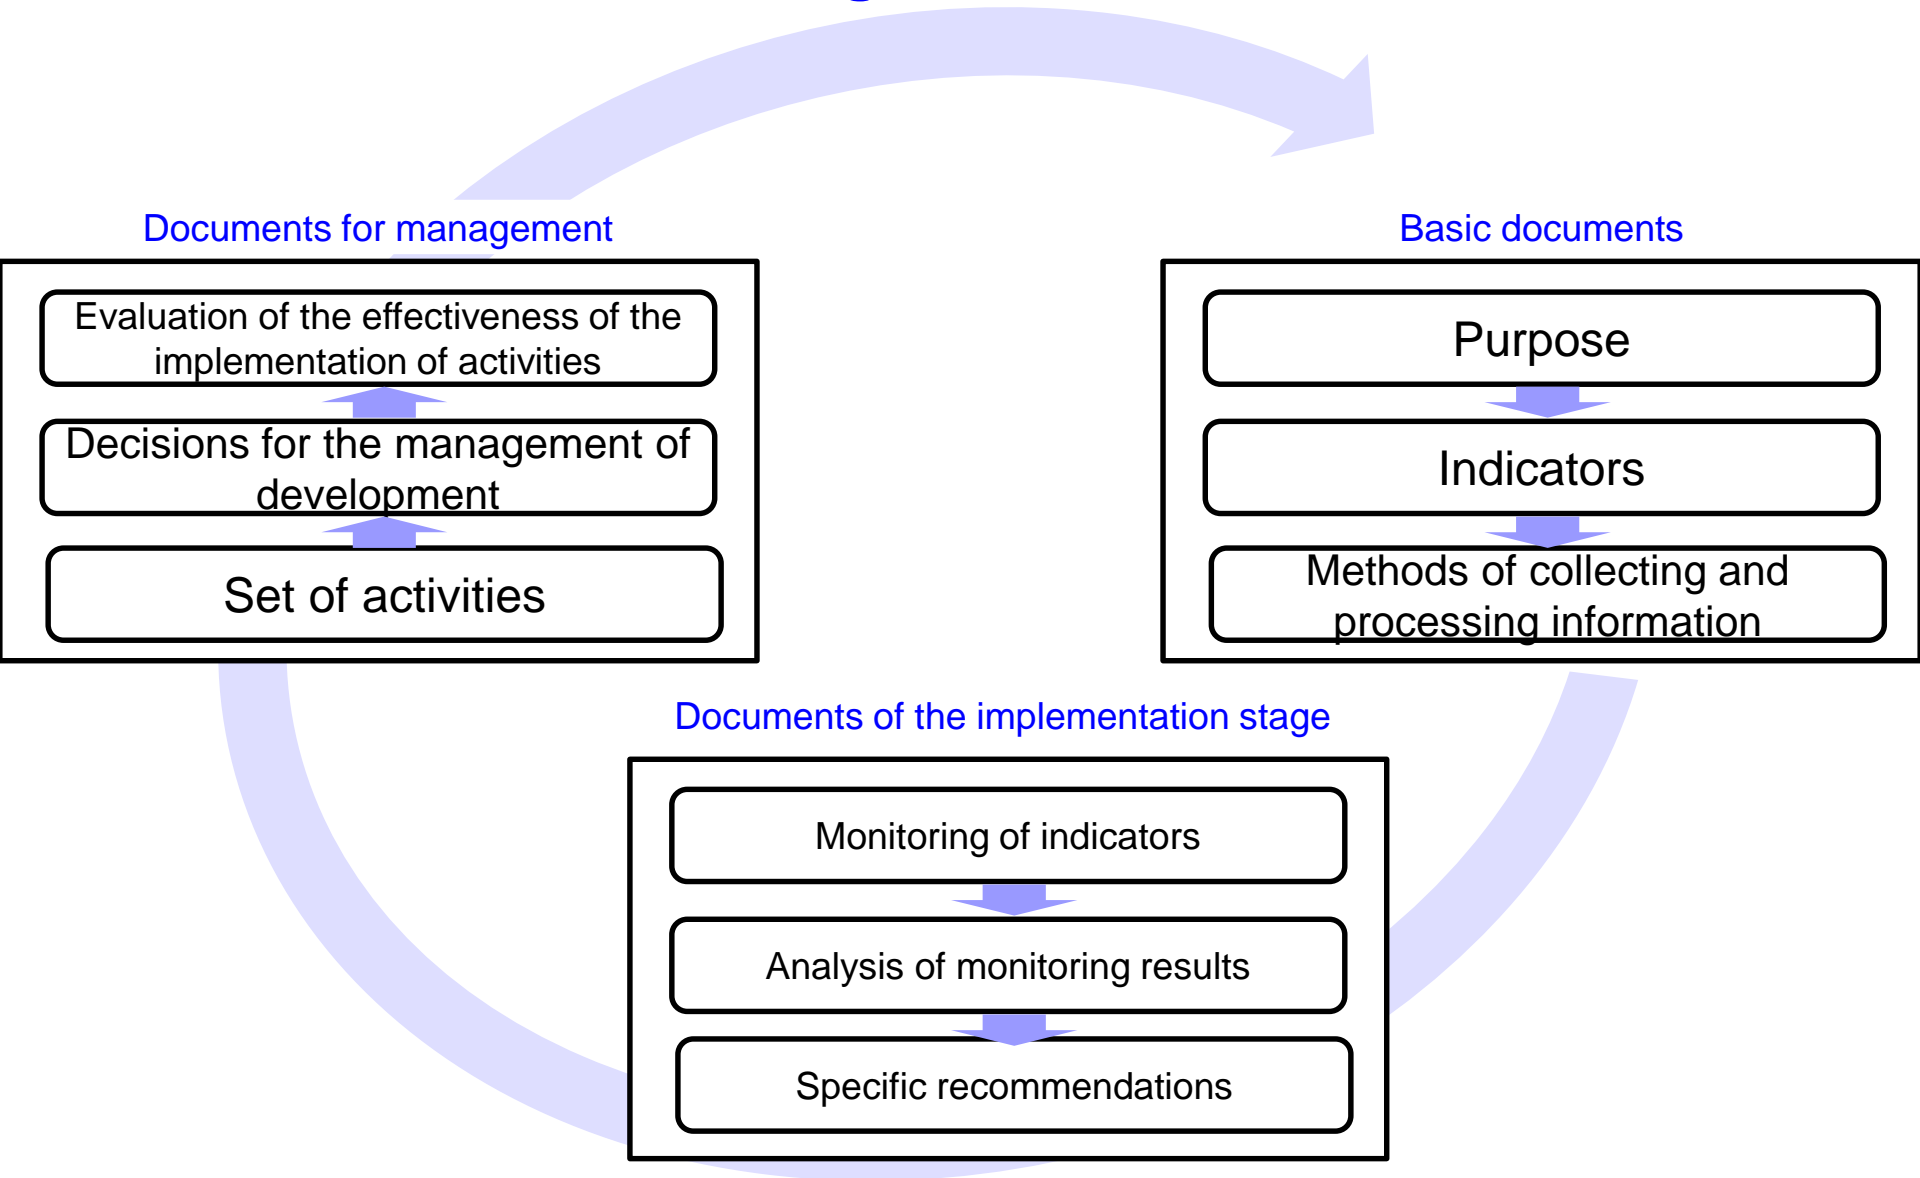 Documents for management
Evaluation of the effectiveness of the
implementation of activities
Decisions for the management of
development
Set of activities
Basic documents
Purpose
Indicators
Methods of collecting and
processing information
Documents of the implementation stage
Monitoring of indicators
Analysis of monitoring results
Specific recommendations